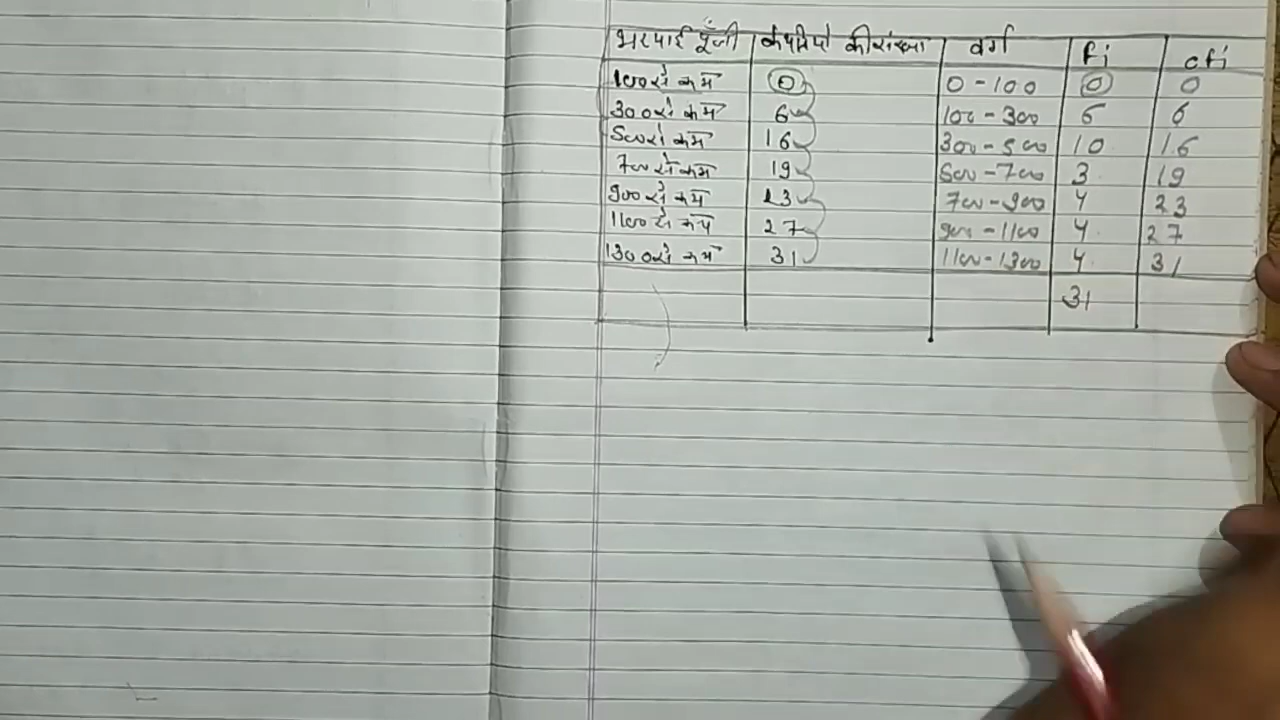 भरपाई पूँजी कंपनियो की संख्या वर्ग fi cfi
100 से कम 0 0-100 0 0
300 से कम 6 100-300 6 6
500 से कम 16 300-500 10 16
700 से कम 19 500-700 3 19
900 से कम 23 700-900 4 23
1100 से कम 27 900-1100 4 27
1300 से कम 31 1100-1300 4 31
31